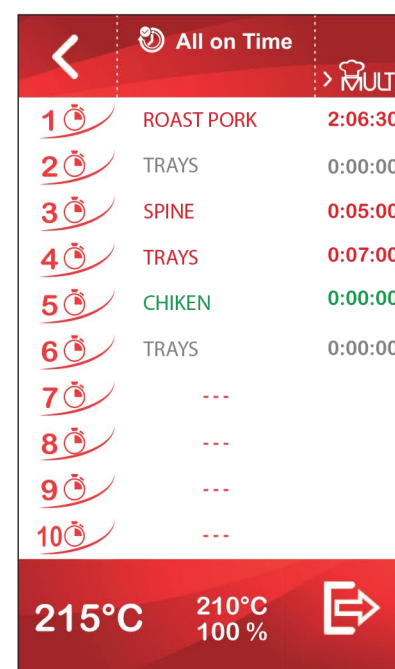 All on Time
> MULT
1 ROAST PORK 2:06:30
2 TRAYS 0:00:00
3 SPINE 0:05:00
4 TRAYS 0:07:00
5 CHIKEN 0:00:00
6 TRAYS 0:00:00
7 ---
8 ---
9 ---
10 ---
215°C 210°C
100 %